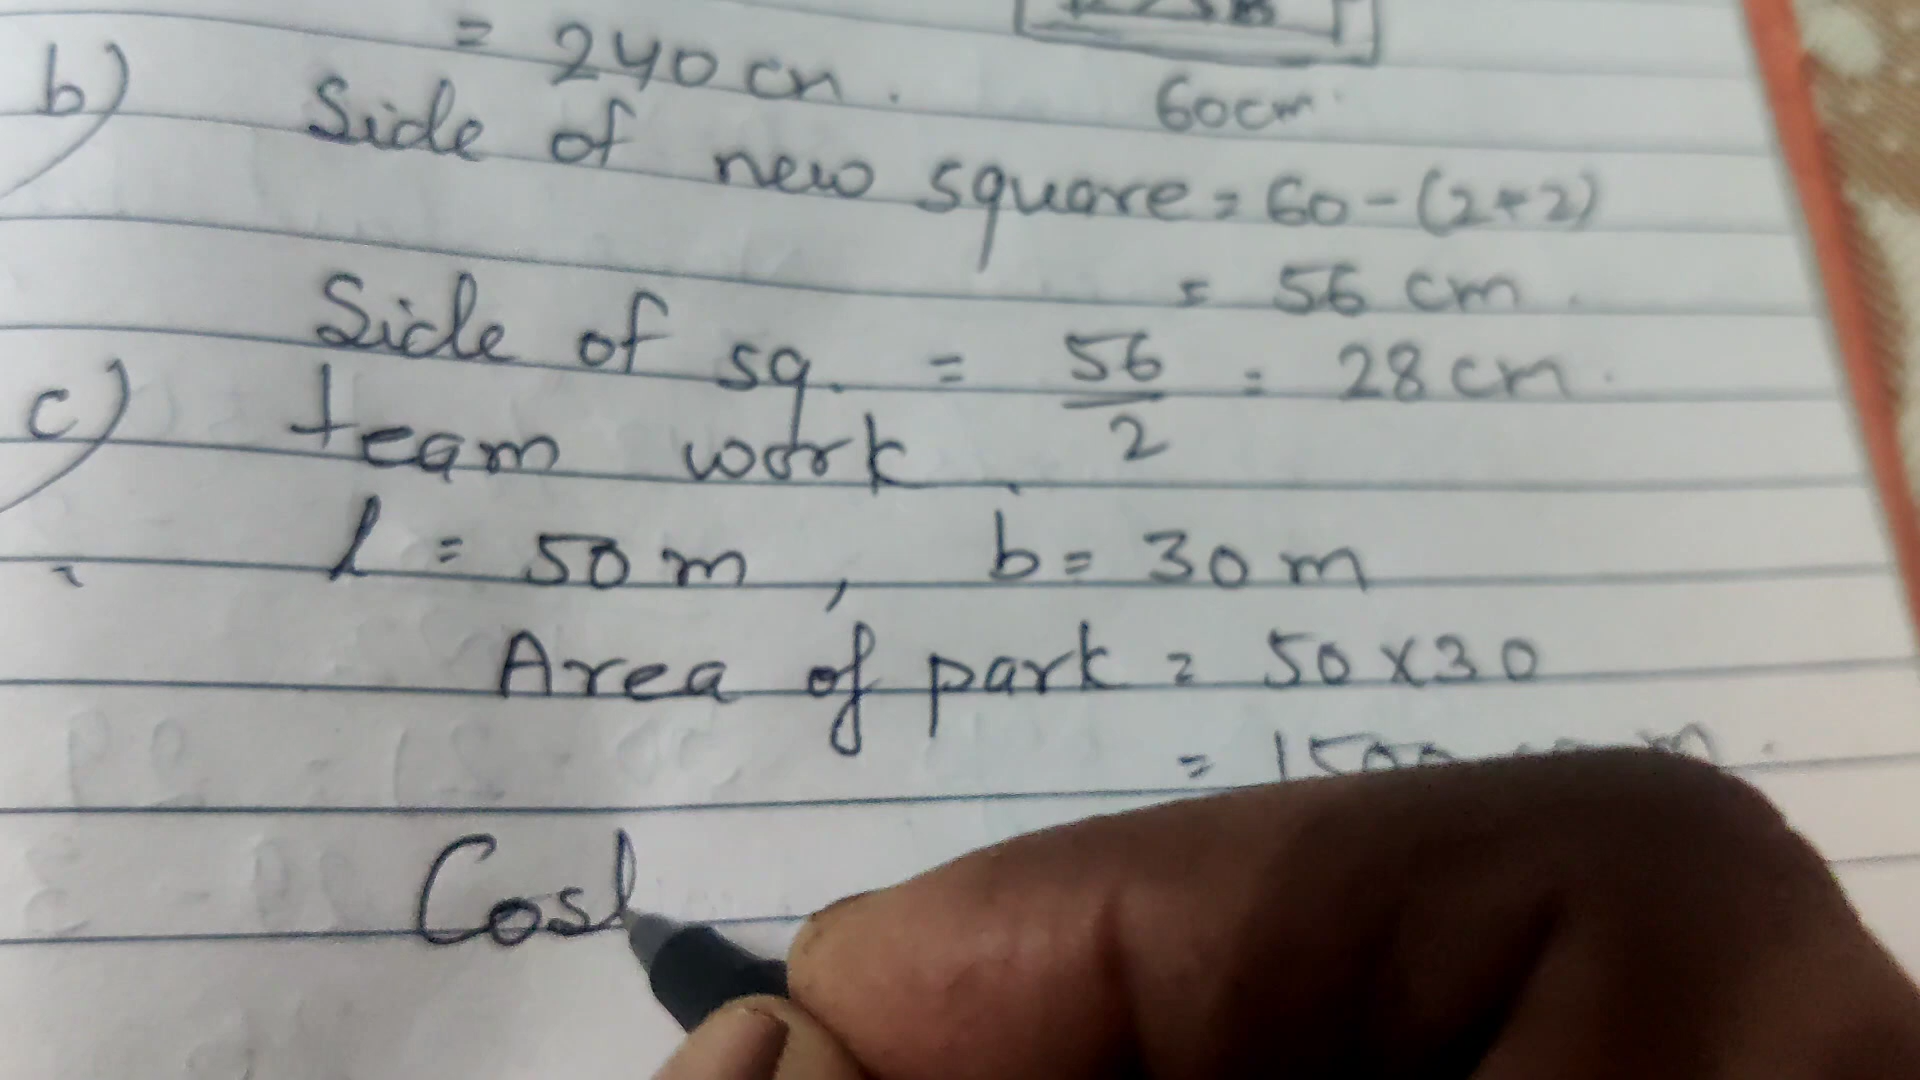 = 240 cm.
60cm.
b) Side of new square = 60 - (2+2)
= 56 cm.
Side of sq. = 56/2 = 28 cm.
c) team work.
l = 50 m, b = 30 m
Area of park = 50 x 30
= 1500 m.
Cost